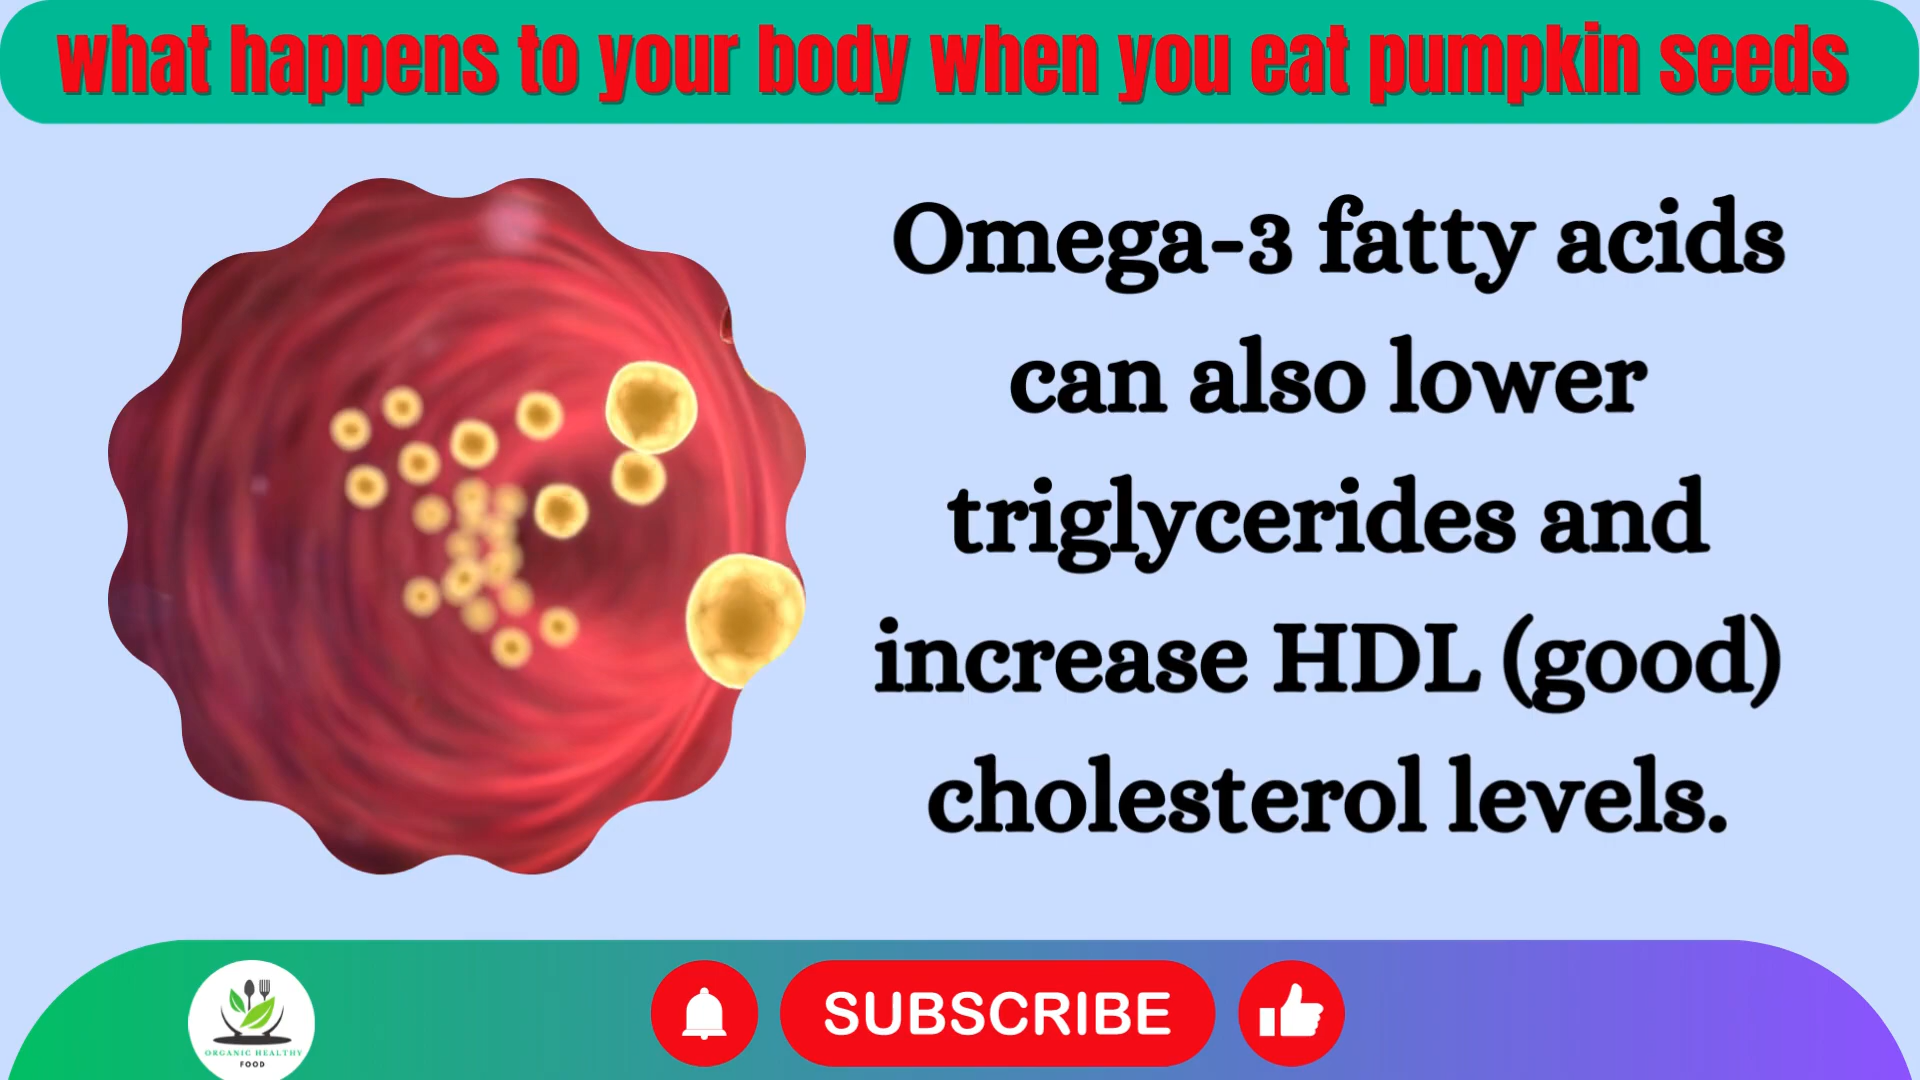 what happens to your body when you eat pumpkin seeds
Omega-3 fatty acids
can also lower
triglycerides and
increase HDL (good)
cholesterol levels.
SUBSCRIBE
ORGANIC HEALTHY
FOOD